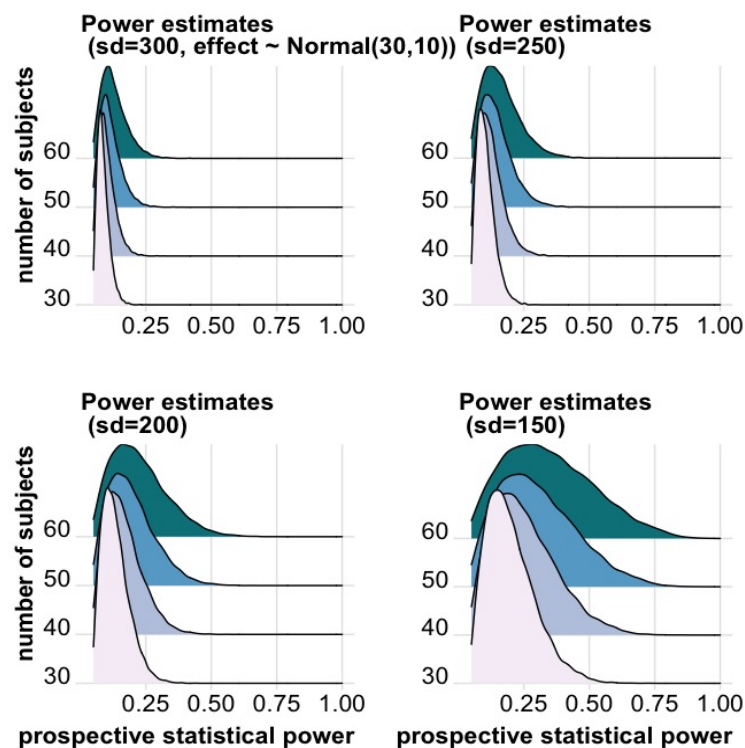 Power estimates
(sd=300, effect ~ Normal(30,10))
number of subjects
60
50
40
30
0.25 0.50 0.75 1.00
Power estimates
(sd=250)
60
50
40
30
0.25 0.50 0.75 1.00
Power estimates
(sd=200)
number of subjects
60
50
40
30
0.25 0.50 0.75 1.00
prospective statistical power
Power estimates
(sd=150)
60
50
40
30
0.25 0.50 0.75 1.00
prospective statistical power